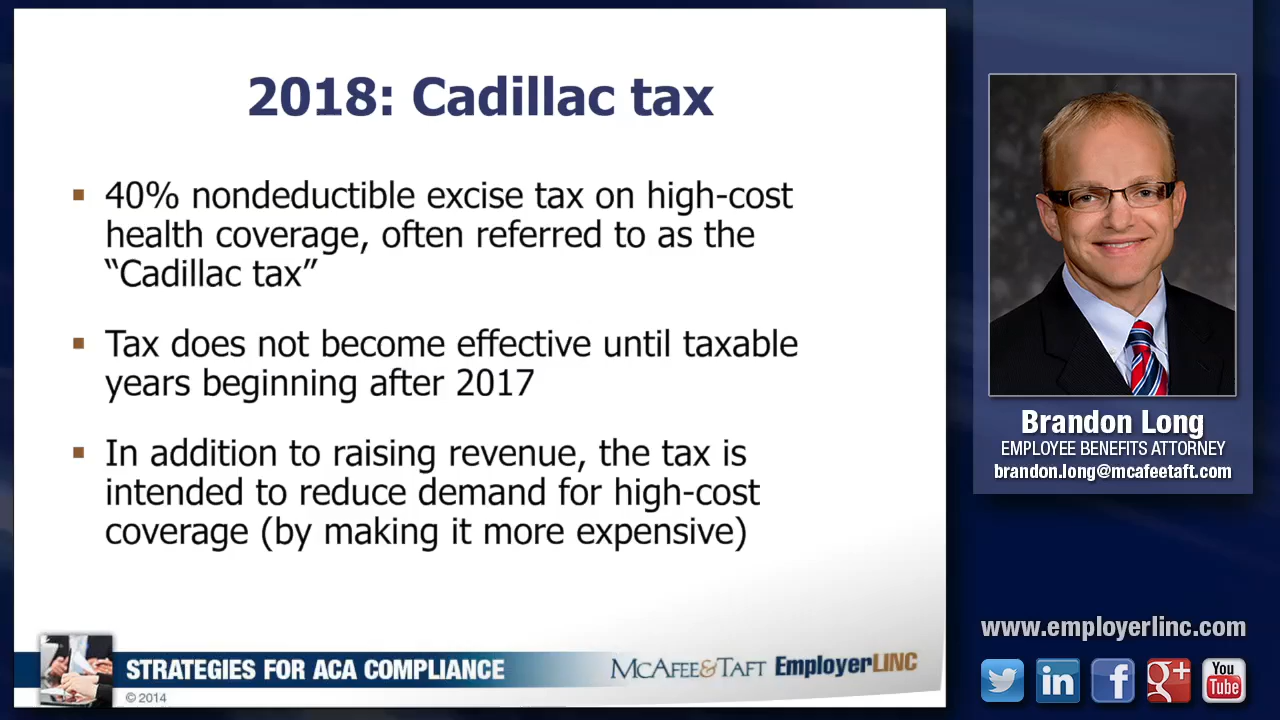 2018: Cadillac tax
40% nondeductible excise tax on high-cost
health coverage, often referred to as the
“Cadillac tax”
Tax does not become effective until taxable
years beginning after 2017
In addition to raising revenue, the tax is
intended to reduce demand for high-cost
coverage (by making it more expensive)
STRATEGIES FOR ACA COMPLIANCE
MCAFEE&TAFT EMPLOYERLINC
© 2014
Brandon Long
EMPLOYEE BENEFITS ATTORNEY
brandon.long@mcafeetaft.com
www.employerlinc.com
in
f
g+
You
Tube